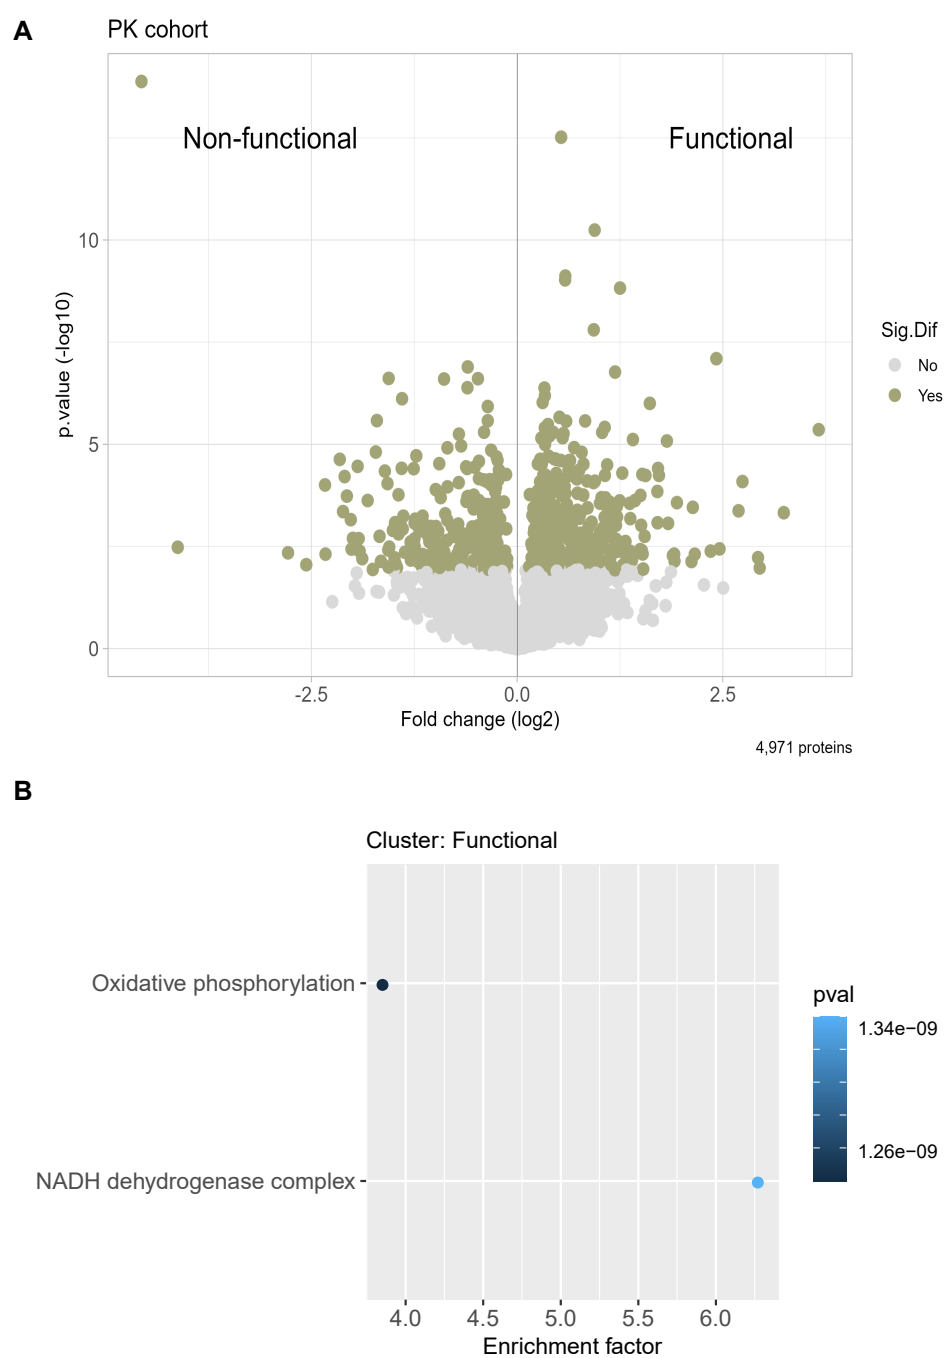 A
PK cohort
Non-functional
Functional
10
5
0
p.value (-log10)
-2.5
0.0
2.5
Fold change (log2)
4,971 proteins
Sig.Dif
No
Yes
B
Cluster: Functional
Oxidative phosphorylation
NADH dehydrogenase complex
4.0
4.5
5.0
5.5
6.0
Enrichment factor
pval
1.34e−09
1.26e−09